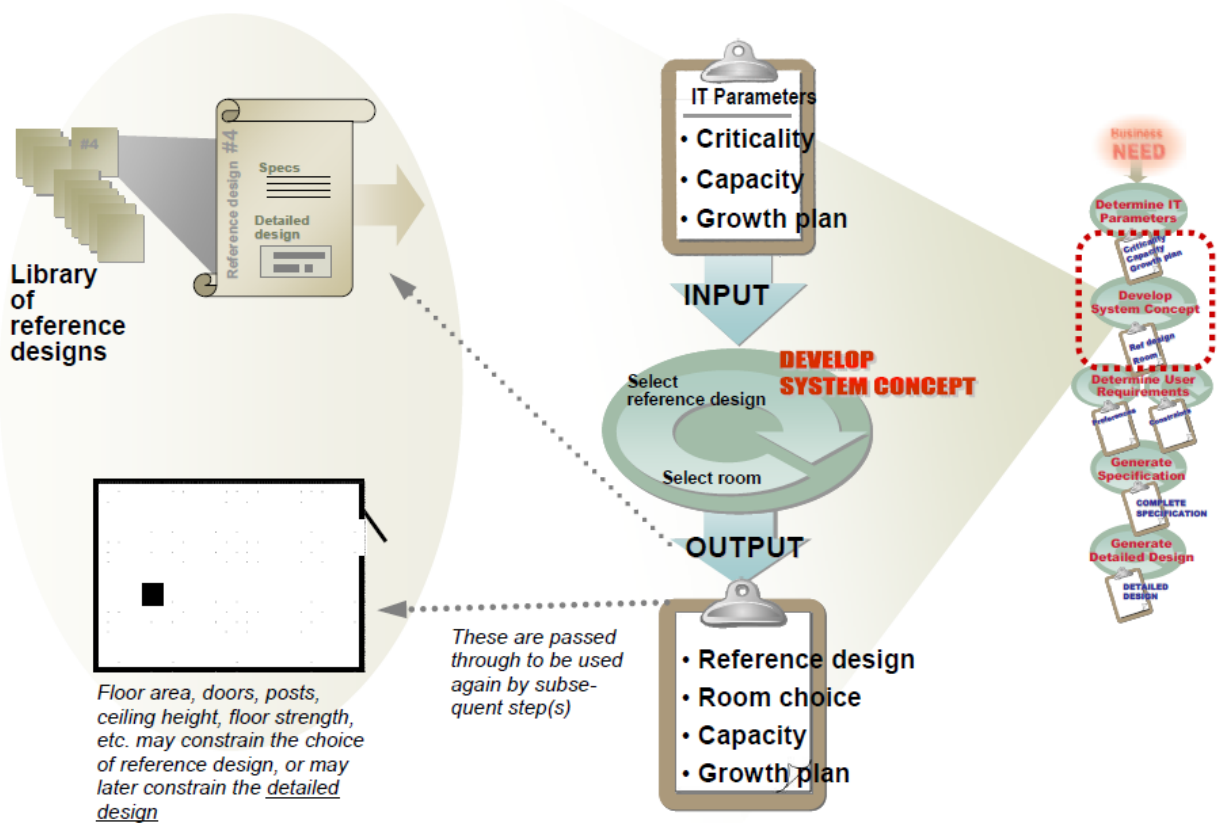 #4
Reference design #4
Specs
Detailed
design
Library
of
reference
designs
IT Parameters
• Criticality
• Capacity
• Growth plan
INPUT
DEVELOP
SYSTEM CONCEPT
Select
reference design
Select room
OUTPUT
• Reference design
• Room choice
• Capacity
• Growth plan
These are passed
through to be used
again by subse-
quent step(s)
Floor area, doors, posts,
ceiling height, floor strength,
etc. may constrain the choice
of reference design, or may
later constrain the detailed
design
Business
NEED
Determine IT
Parameters
Criticality
Capacity
Growth plan
Develop
System Concept
Ref design
Room
Determine User
Requirements
Preferences
Constraints
Generate
Specification
COMPLETE
SPECIFICATION
Generate
Detailed Design
DETAILED
DESIGN